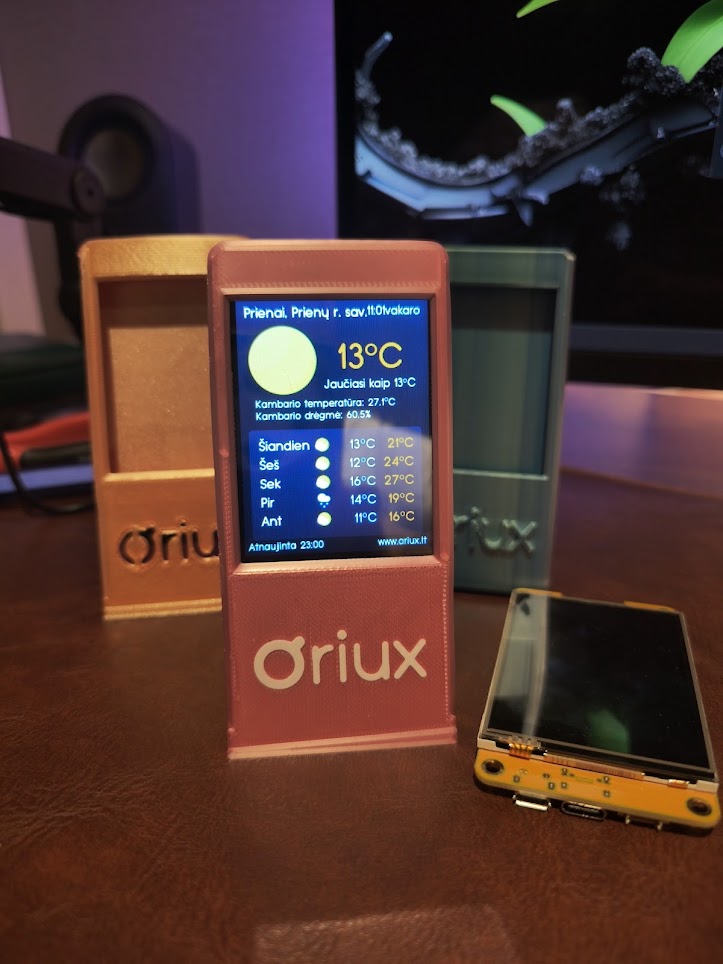 Prienai, Prienų r. sav, 11:01vakaro
13°C
Jaučiasi kaip 13°C
Kambario temperatūra: 27.1°C
Kambario drėgmė: 60.5%
Šiandien 13°C 21°C
Šeš 12°C 24°C
Sek 16°C 27°C
Pir 14°C 19°C
Ant 11°C 16°C
Atnaujinta 23:00 www.oriux.lt
Oriux
Oriu
riux